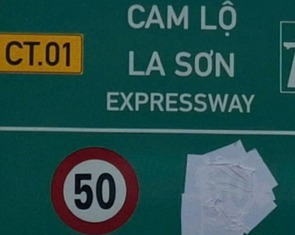 CAM LỘ
CT.01
LA SƠN
EXPRESSWAY
50